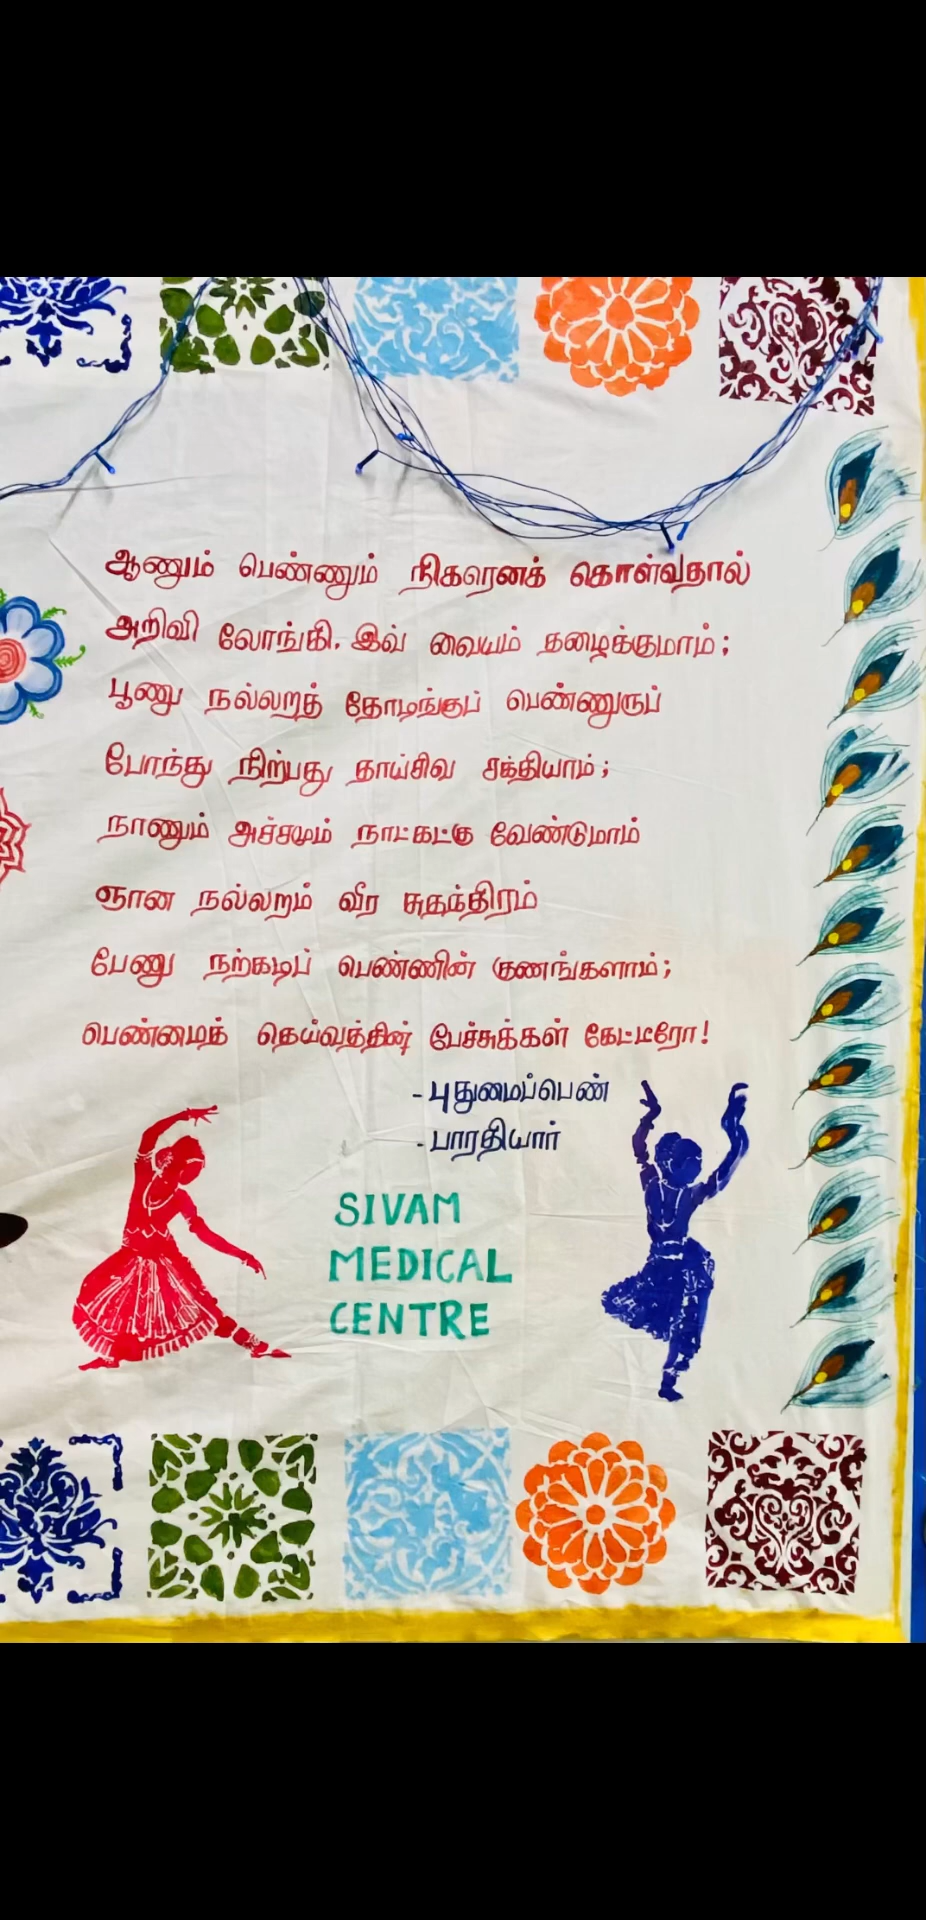 ஆணும் பெண்ணும் நிகரெனக் கொள்வதால்
அறிவி லோங்கி, இவ் வையம் தழைக்குமாம்;
பூணு நல்லறத் தோடிங்குப் பெண்ணுருப்
போந்து நிற்பது தாய்சிவ சக்தியாம்;
நாணும் அச்சமும் நாட்கட்கு வேண்டுமாம்
ஞான நல்லறம் வீர சுதந்திரம்
பேணு நற்கடிப் பெண்ணின் குணங்களாம்;
பெண்மைத் தெய்வத்தின் பேச்சுக்கள் கேட்டீரோ!
- புதுமைப்பெண்
- பாரதியார்
SIVAM
MEDICAL
CENTRE